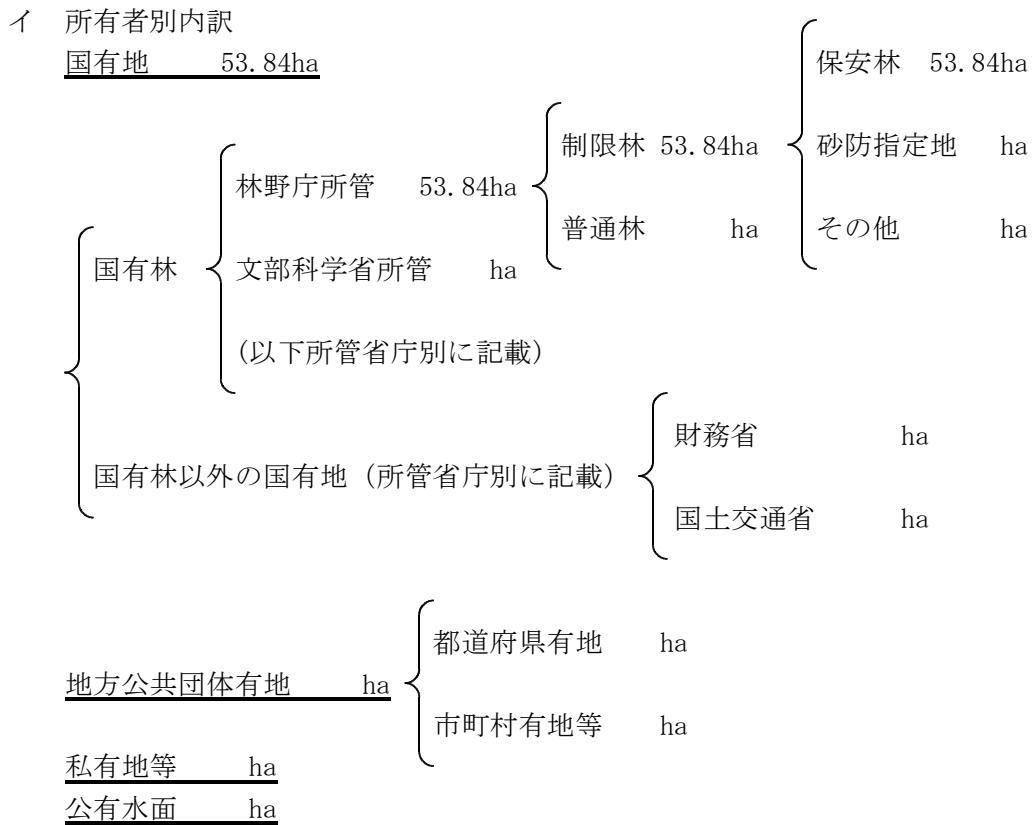 イ 所有者別内訳
国有地 53.84ha
保安林 53.84ha
制限林 53.84ha
砂防指定地 ha
林野庁所管 53.84ha
普通林 ha
その他 ha
国有林
文部科学省所管 ha
(以下所管省庁別に記載)
財務省 ha
国有林以外の国有地（所管省庁別に記載）
国土交通省 ha
都道府県有地 ha
地方公共団体有地 ha
市町村有地等 ha
私有地等 ha
公有水面 ha